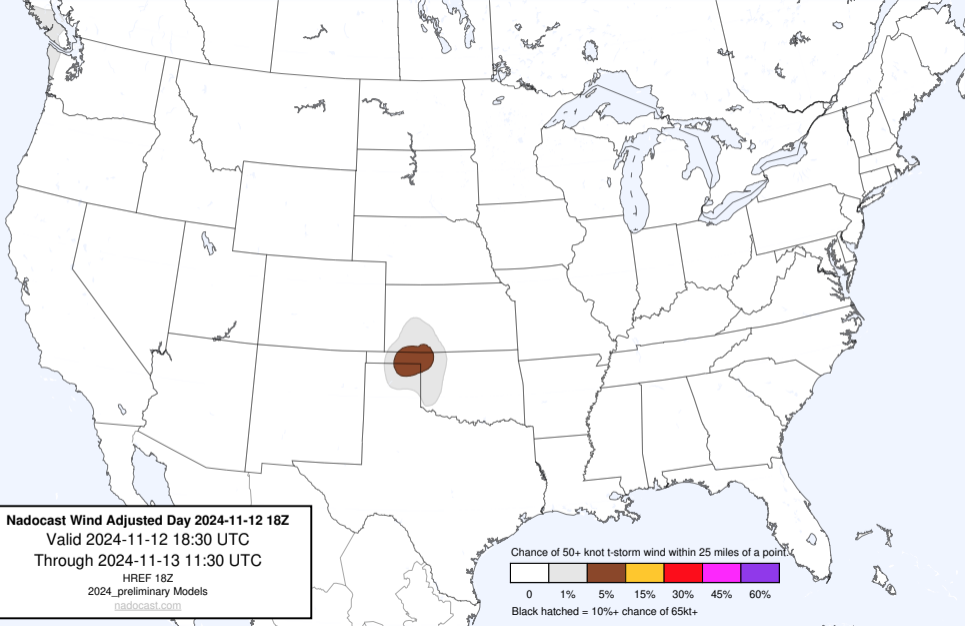 Nadocast Wind Adjusted Day 2024-11-12 18Z
Valid 2024-11-12 18:30 UTC
Through 2024-11-13 11:30 UTC
HREF 18Z
2024_preliminary Models
nadocast.com
Chance of 50+ knot t-storm wind within 25 miles of a point.
0 1% 5% 15% 30% 45% 60%
Black hatched = 10%+ chance of 65kt+